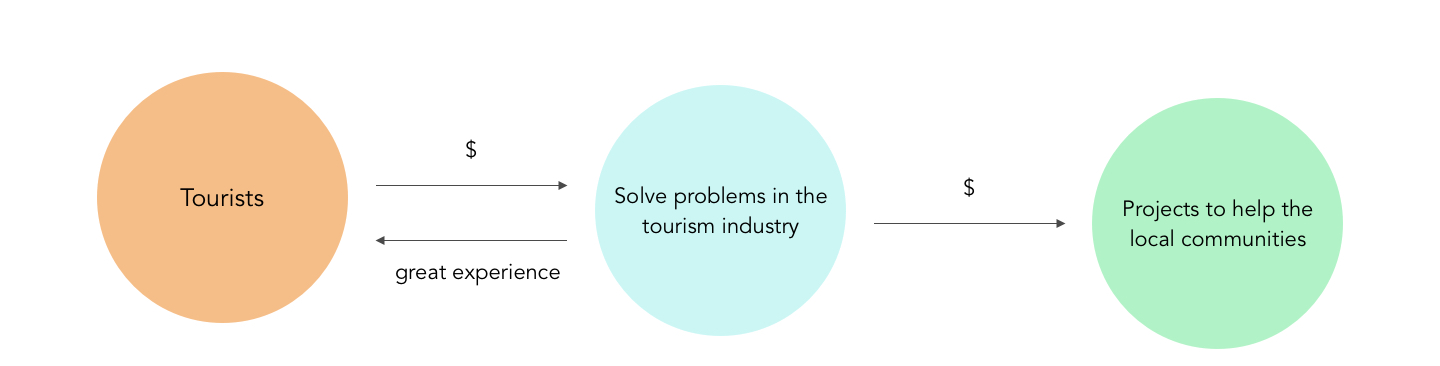 Tourists
$
great experience
Solve problems in the
tourism industry
$
Projects to help the
local communities